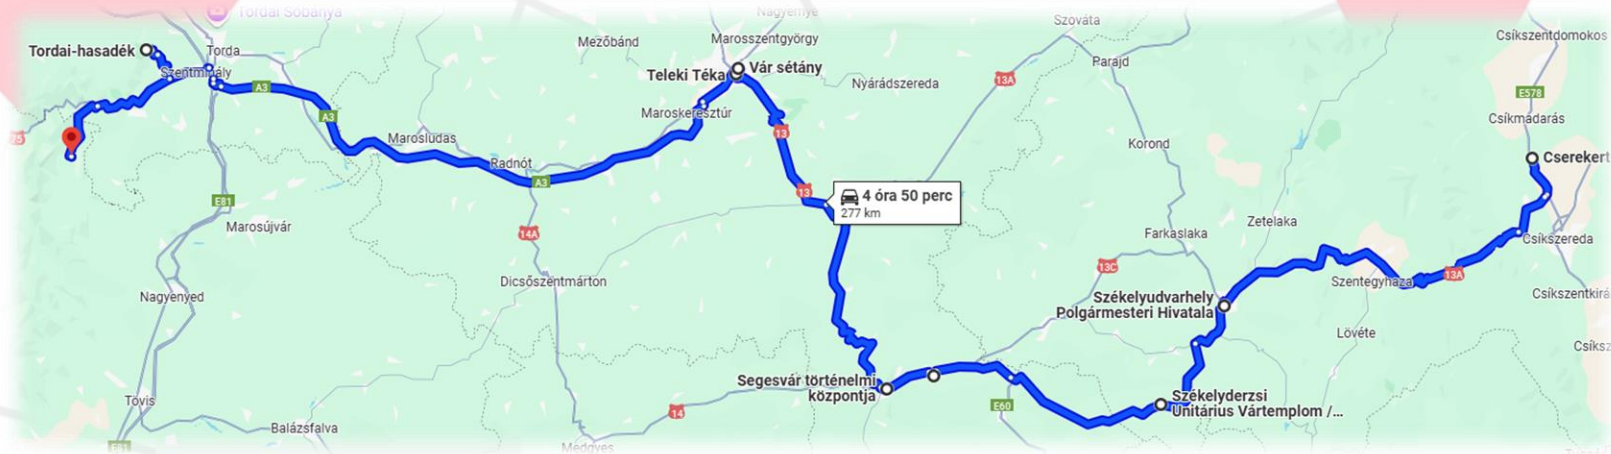 Tordai Sóbánya
Nagyernye
Szováta
Csíkszentdomokos
Tordai-hasadék
Torda
Mezőbánd
Marosszentgyörgy
Parajd
Szentmihály
Teleki Téka
Vár sétány
Nyárádszereda
13A
A3
E578
Maroskeresztúr
A3
Csíkmadaras
75
Marosludas
13
Korond
Radnót
Cserekert
A3
13
4 óra 50 perc
277 km
E81
Marosújvár
14A
Zetelaka
Farkaslaka
Csíkszereda
13C
13A
Dicsőszentmárton
Szentegyháza
Nagyenyed
Székelyudvarhely
Polgármesteri Hivatala
Csíkszentkirá
Lövéte
Csíksz
Segesvár történelmi
központja
Székelyderzsi
Unitárius Vártemplom /...
Tövis
14
E60
Balázsfalva
E81
Medgyes